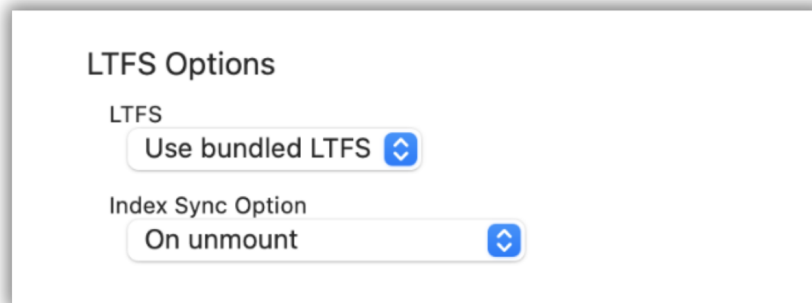 LTFS Options
LTFS
Use bundled LTFS
Index Sync Option
On unmount